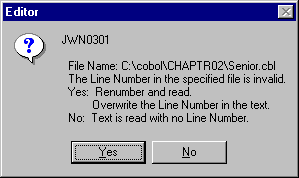 Editor
JWN0301
File Name: C:\cobol\CHAPTR02\Senior.cbl
The Line Number in the specified file is invalid.
Yes: Renumber and read.
Overwrite the Line Number in the text.
No: Text is read with no Line Number.
Yes No